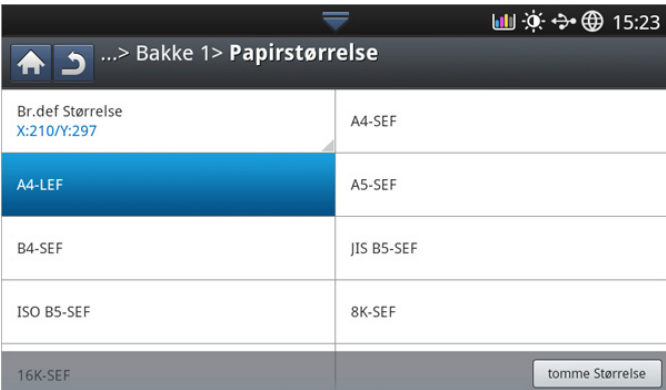 15:23
...> Bakke 1> Papirstørrelse
Br.def Størrelse
X:210/Y:297
A4-SEF
A4-LEF
A5-SEF
B4-SEF
JIS B5-SEF
ISO B5-SEF
8K-SEF
16K-SEF
tomme Størrelse